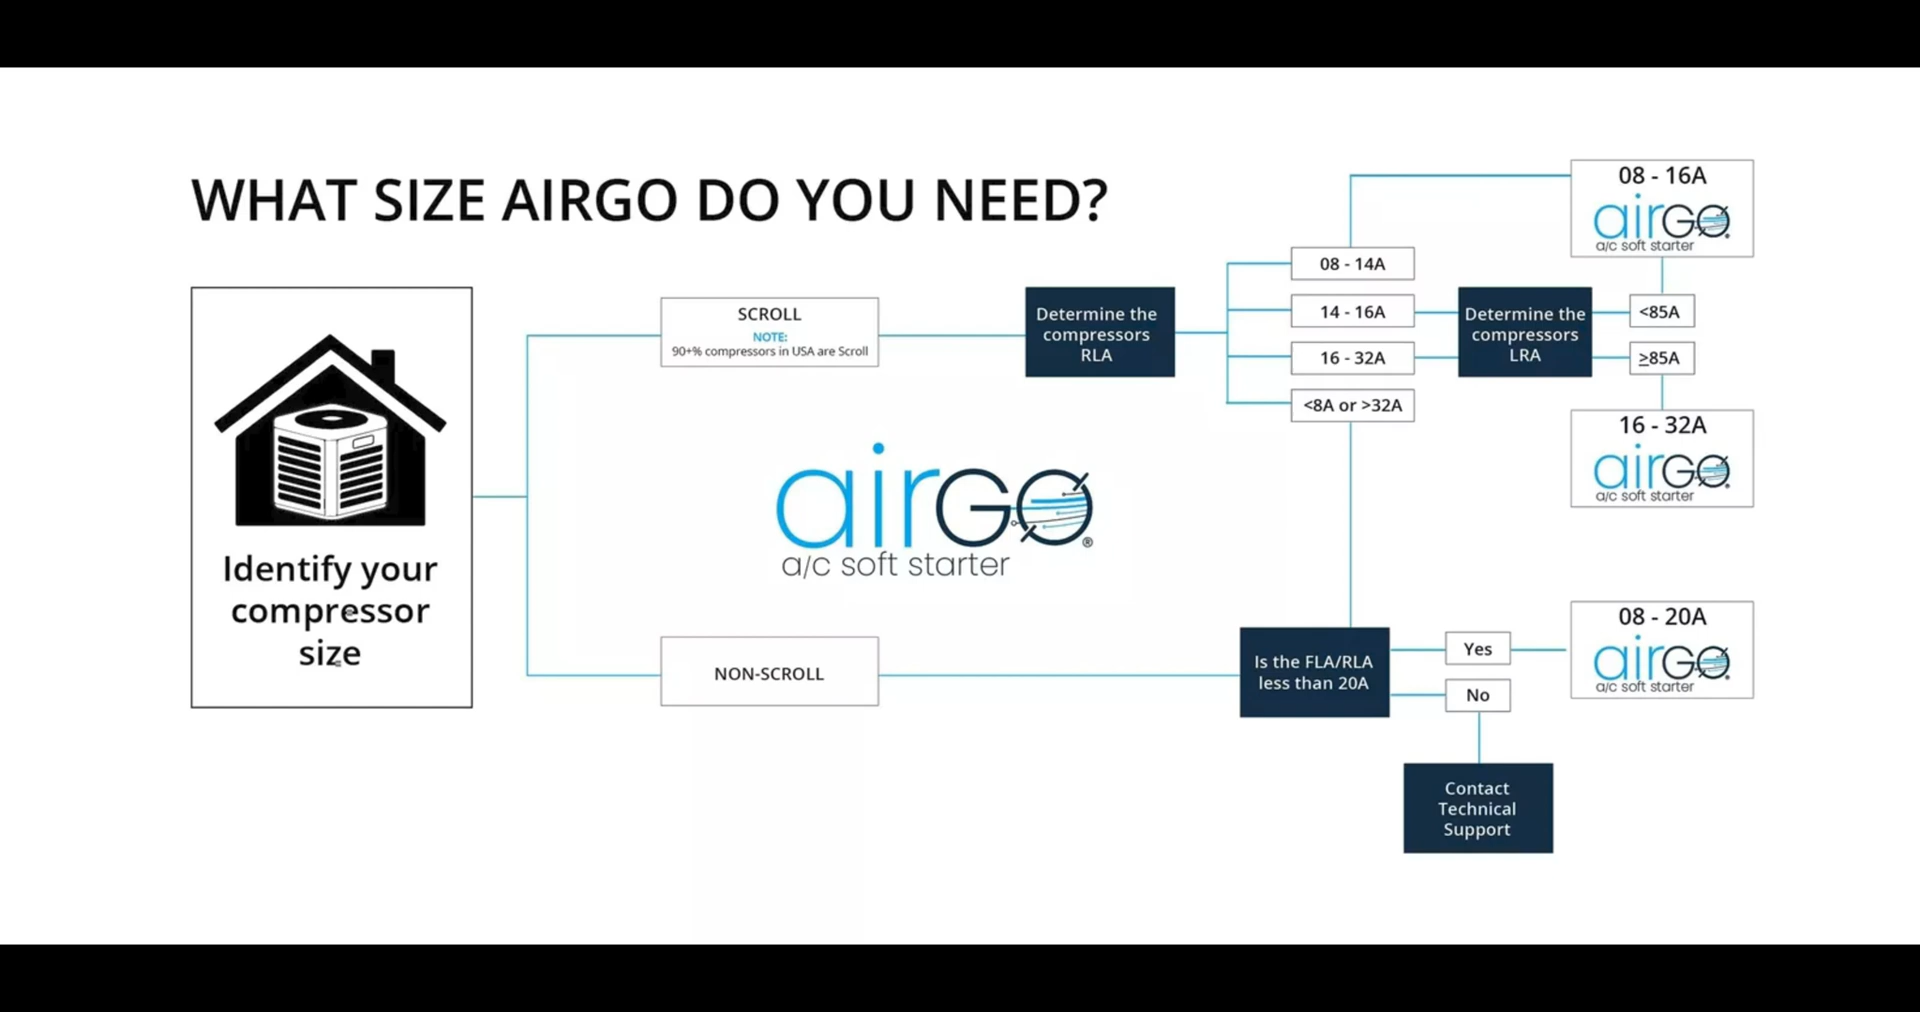 WHAT SIZE AIRGO DO YOU NEED?
Identify your
compressor
size
SCROLL
NOTE:
90+% compressors in USA are Scroll
NON-SCROLL
airGO®
a/c soft starter
Determine the
compressors
RLA
08 - 14A
14 - 16A
16 - 32A
<8A or >32A
Determine the
compressors
LRA
<85A
≥85A
08 - 16A
airGO®
a/c soft starter
16 - 32A
airGO®
a/c soft starter
Is the FLA/RLA
less than 20A
Yes
No
08 - 20A
airGO®
a/c soft starter
Contact
Technical
Support